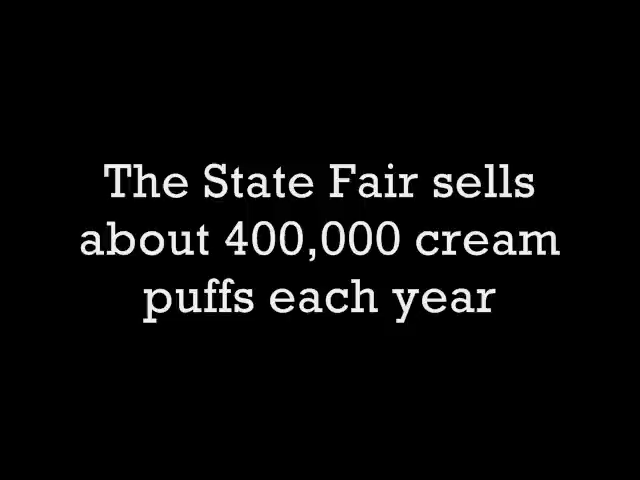 The State Fair sells
about 400,000 cream
puffs each year